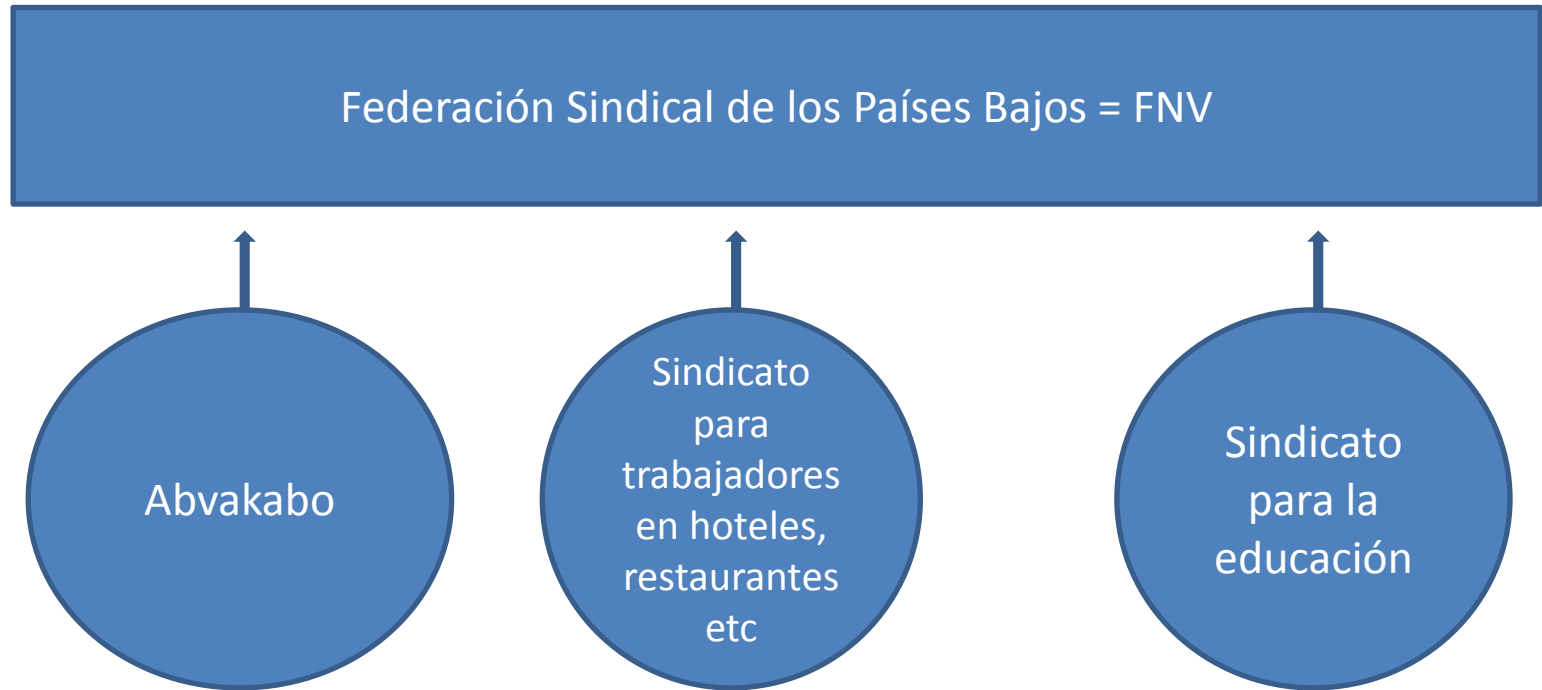 Federación Sindical de los Países Bajos = FNV
Abvakabo
Sindicato
para
trabajadores
en hoteles,
restaurantes
etc
Sindicato
para la
educación